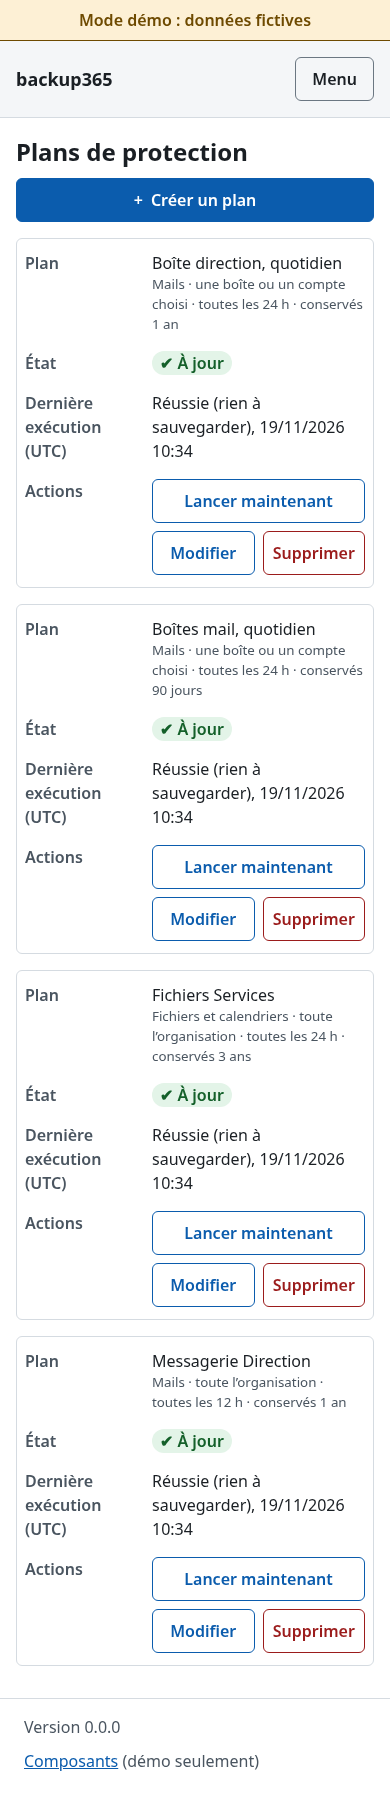 Mode démo : données fictives
backup365
Menu
Plans de protection
+ Créer un plan
Plan
Boîte direction, quotidien
Mails · une boîte ou un compte
choisi · toutes les 24 h · conservés
1 an
État
✔ À jour
Dernière
exécution
(UTC)
Réussie (rien à
sauvegarder), 19/11/2026
10:34
Actions
Lancer maintenant
Modifier
Supprimer
Plan
Boîtes mail, quotidien
Mails · une boîte ou un compte
choisi · toutes les 24 h · conservés
90 jours
État
✔ À jour
Dernière
exécution
(UTC)
Réussie (rien à
sauvegarder), 19/11/2026
10:34
Actions
Lancer maintenant
Modifier
Supprimer
Plan
Fichiers Services
Fichiers et calendriers · toute
l’organisation · toutes les 24 h ·
conservés 3 ans
État
✔ À jour
Dernière
exécution
(UTC)
Réussie (rien à
sauvegarder), 19/11/2026
10:34
Actions
Lancer maintenant
Modifier
Supprimer
Plan
Messagerie Direction
Mails · toute l’organisation ·
toutes les 12 h · conservés 1 an
État
✔ À jour
Dernière
exécution
(UTC)
Réussie (rien à
sauvegarder), 19/11/2026
10:34
Actions
Lancer maintenant
Modifier
Supprimer
Version 0.0.0
Composants (démo seulement)